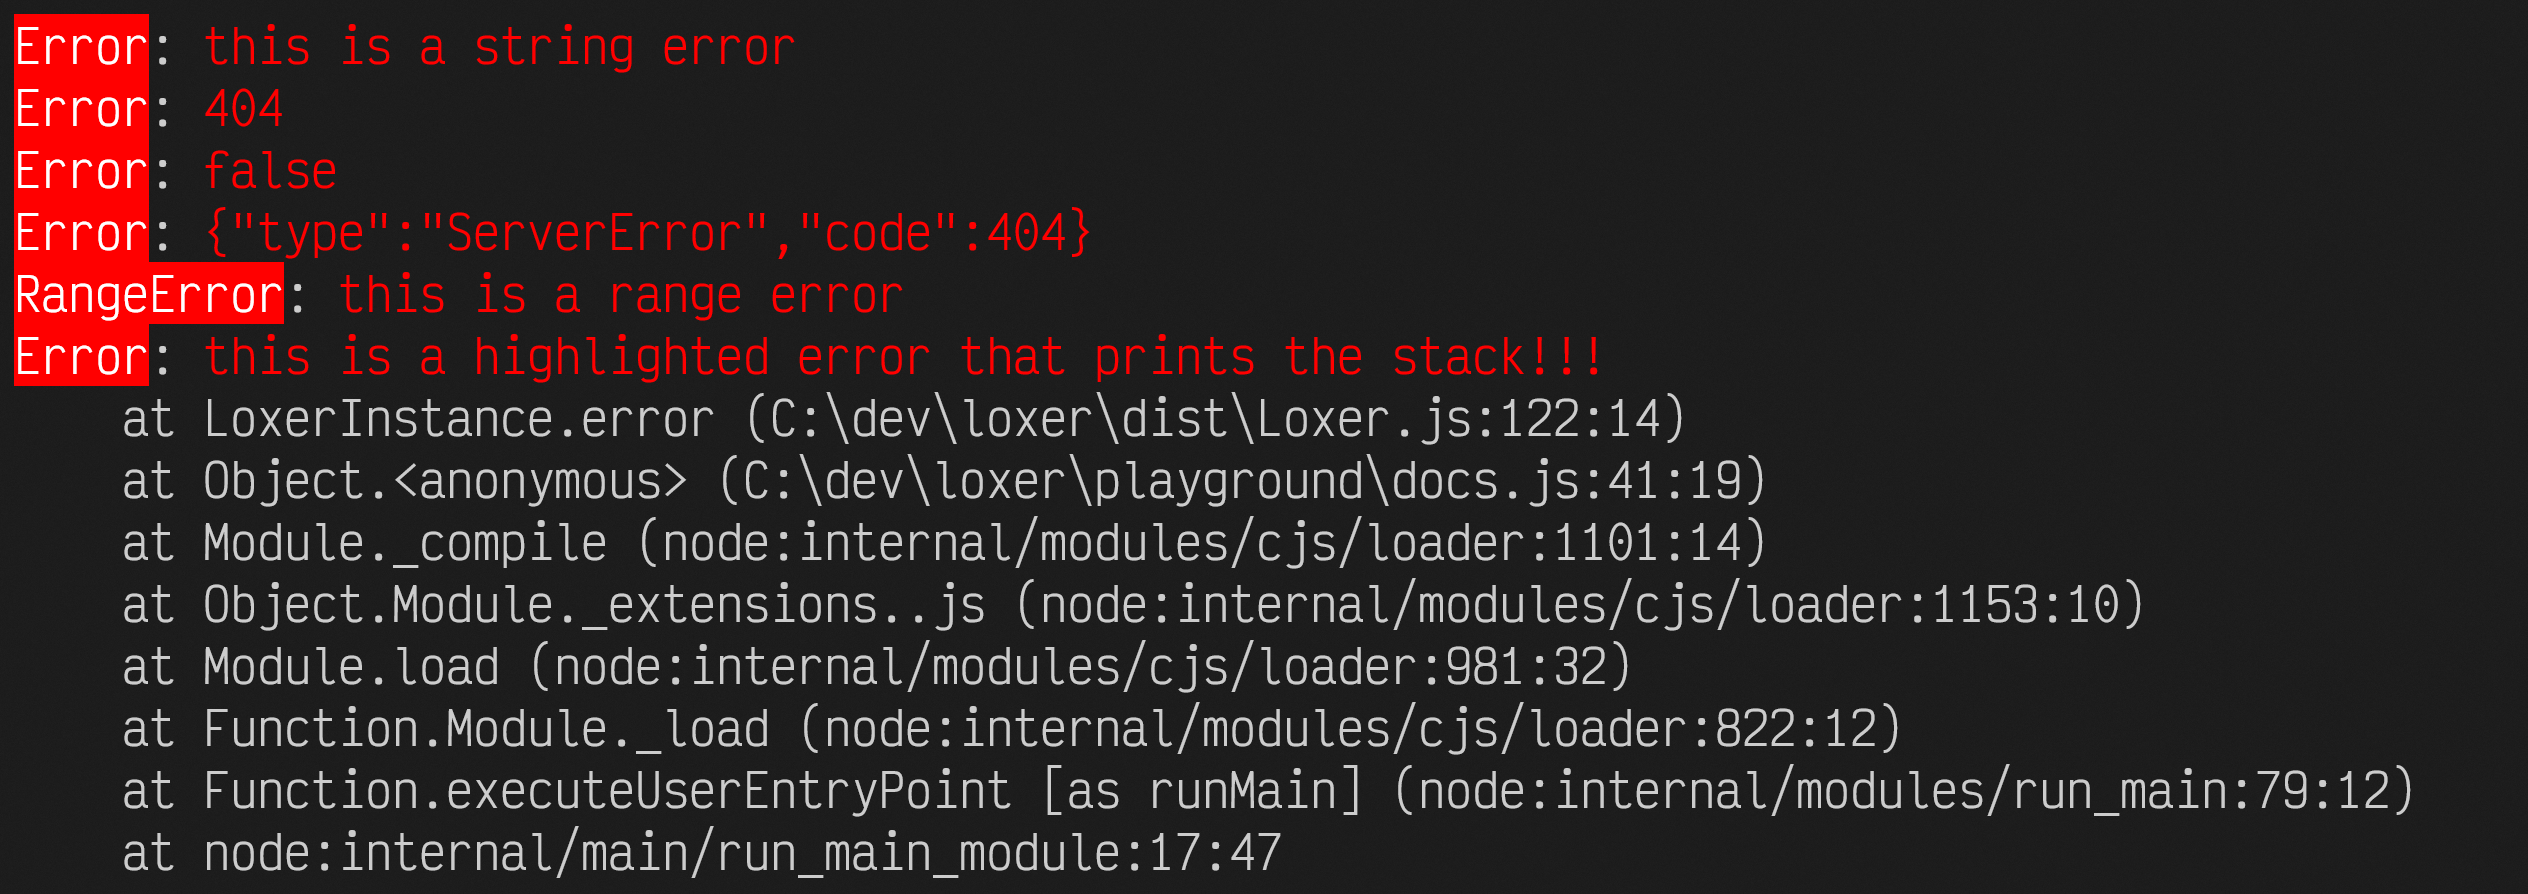 Error: this is a string error
Error: 404
Error: false
Error: {"type":"ServerError","code":404}
RangeError: this is a range error
Error: this is a highlighted error that prints the stack!!!
    at LoxerInstance.error (C:\dev\loxer\dist\Loxer.js:122:14)
    at Object.<anonymous> (C:\dev\loxer\playground\docs.js:41:19)
    at Module._compile (node:internal/modules/cjs/loader:1101:14)
    at Object.Module._extensions..js (node:internal/modules/cjs/loader:1153:10)
    at Module.load (node:internal/modules/cjs/loader:981:32)
    at Function.Module._load (node:internal/modules/cjs/loader:822:12)
    at Function.executeUserEntryPoint [as runMain] (node:internal/modules/run_main:79:12)
    at node:internal/main/run_main_module:17:47